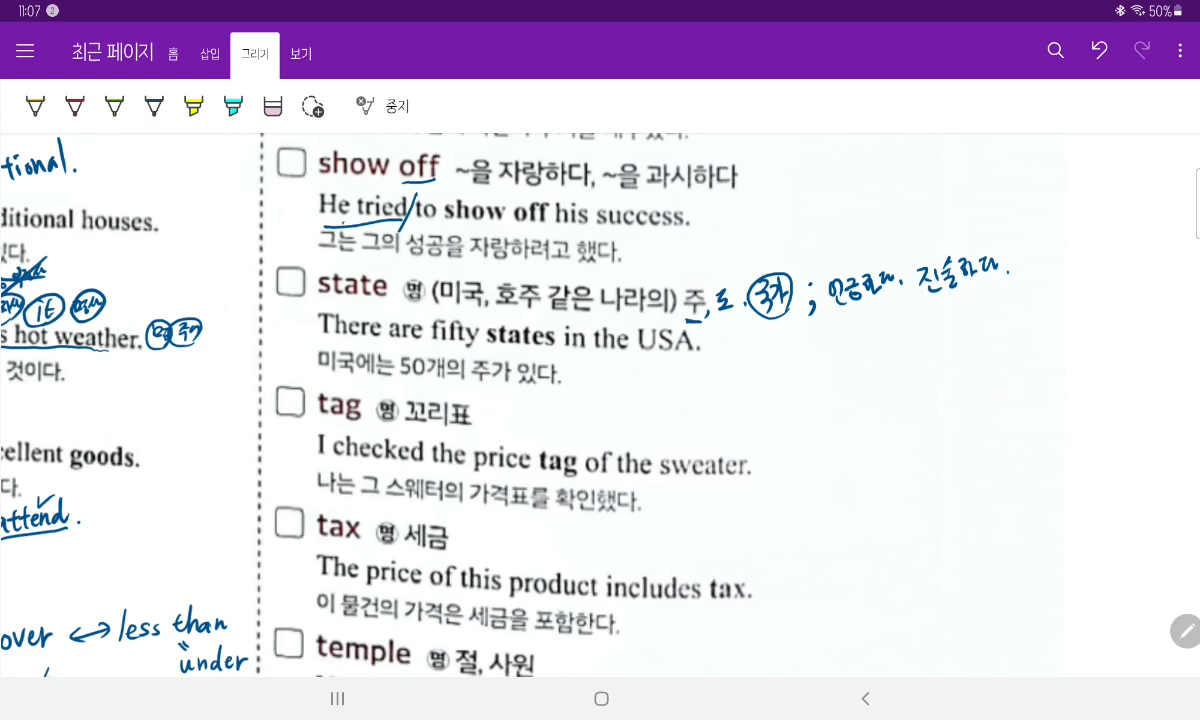 11:07 2 50%
최근 페이지 홈 삽입 그리기 보기
중지
tional.
ditional houses.
있다.
it
s hot weather.
것이다.
cellent goods.
다.
attend.
over ↔ less than
under
show off ~을 자랑하다, ~을 과시하다
He tried / to show off his success.
그는 그의 성공을 자랑하려고 했다.
state 명 (미국, 호주 같은 나라의) 주, 도. 국가 ; 언급하다. 진술하다.
There are fifty states in the USA.
미국에는 50개의 주가 있다.
tag 명 꼬리표
I checked the price tag of the sweater.
나는 그 스웨터의 가격표를 확인했다.
tax 명 세금
The price of this product includes tax.
이 물건의 가격은 세금을 포함한다.
temple 명 절, 사원